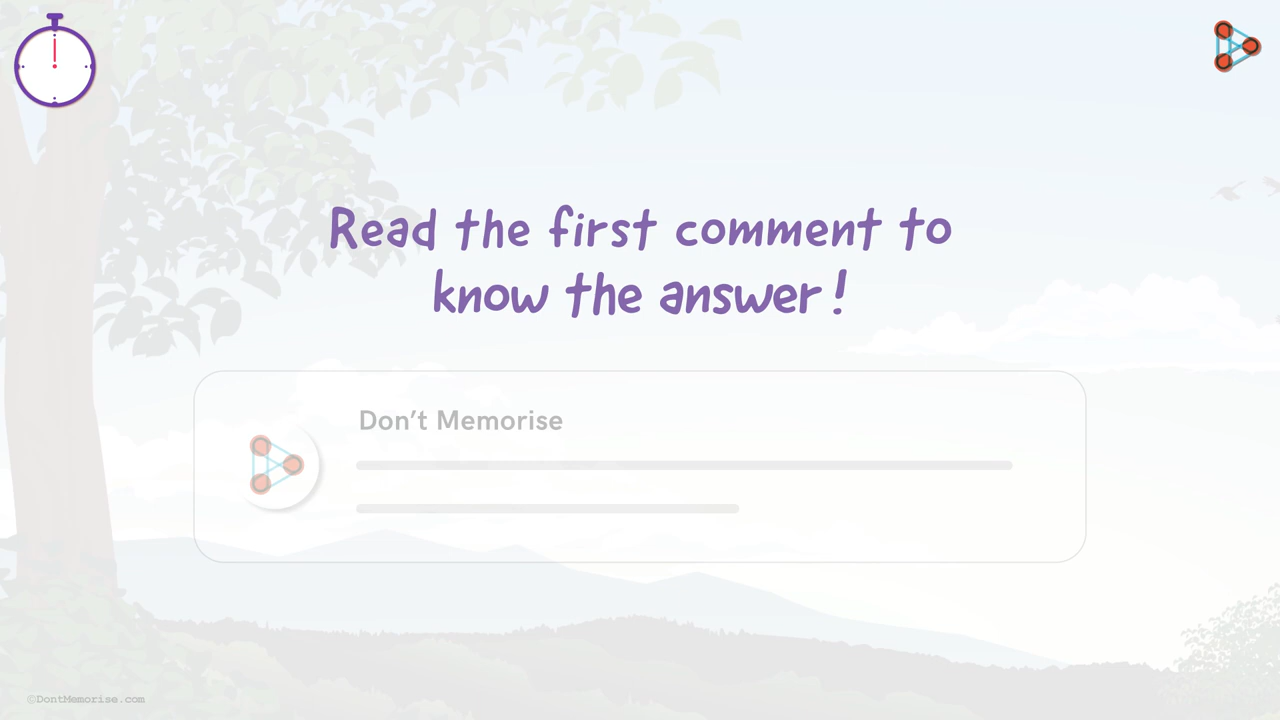 Read the first comment to
know the answer!
Don't Memorise
©DontMemorise.com